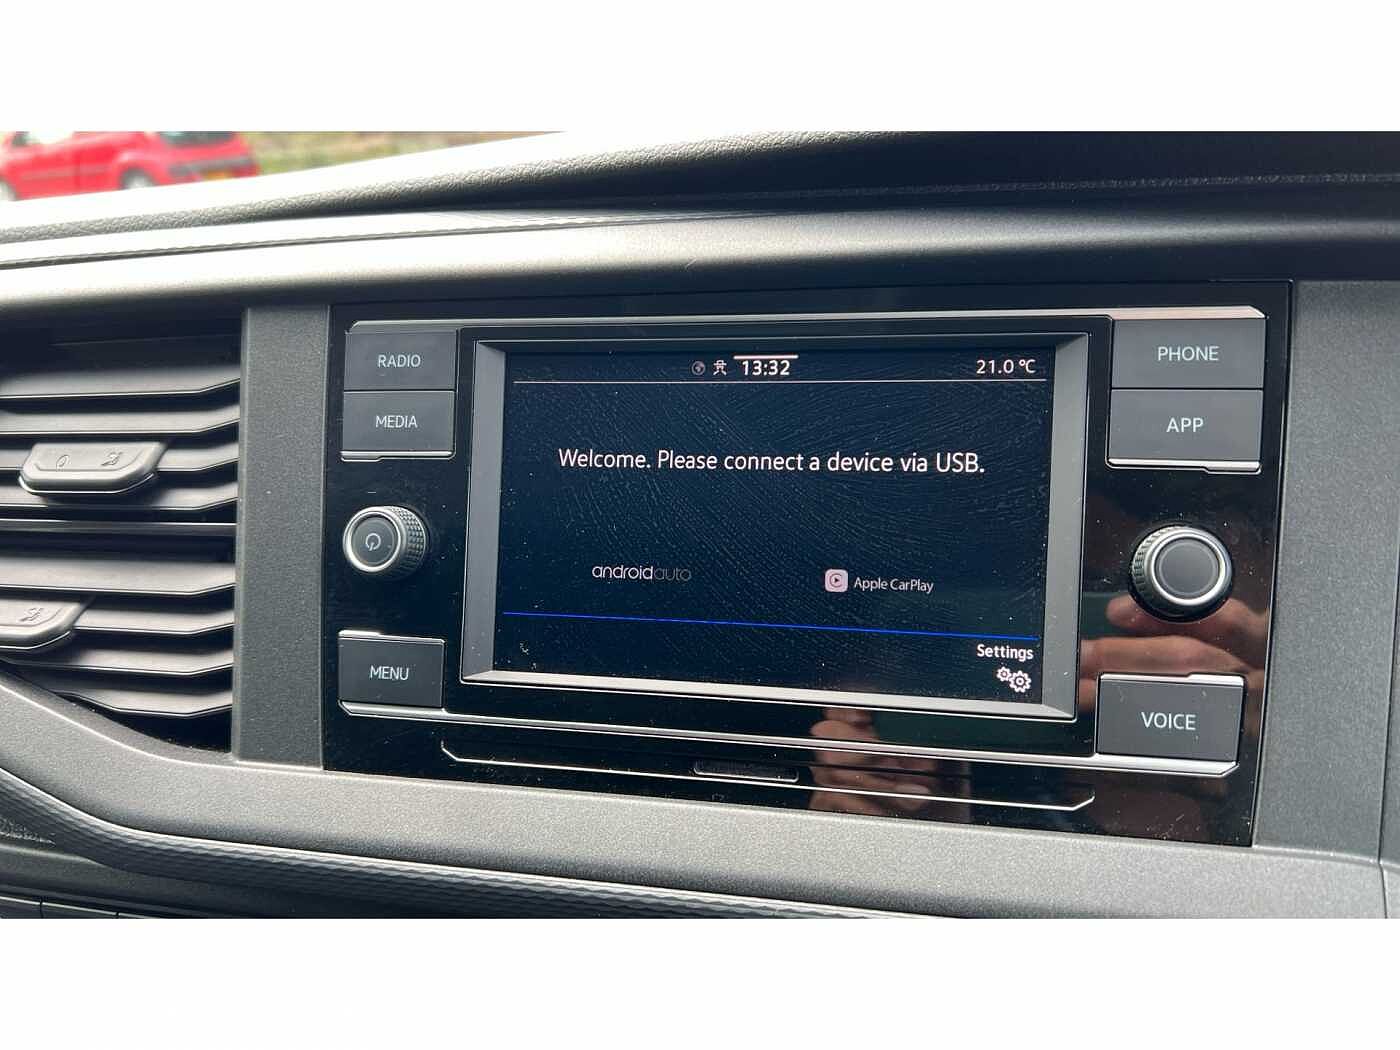 RADIO
MEDIA
MENU
13:32
21.0 °C
Welcome. Please connect a device via USB.
androidauto
Apple CarPlay
Settings
PHONE
APP
VOICE